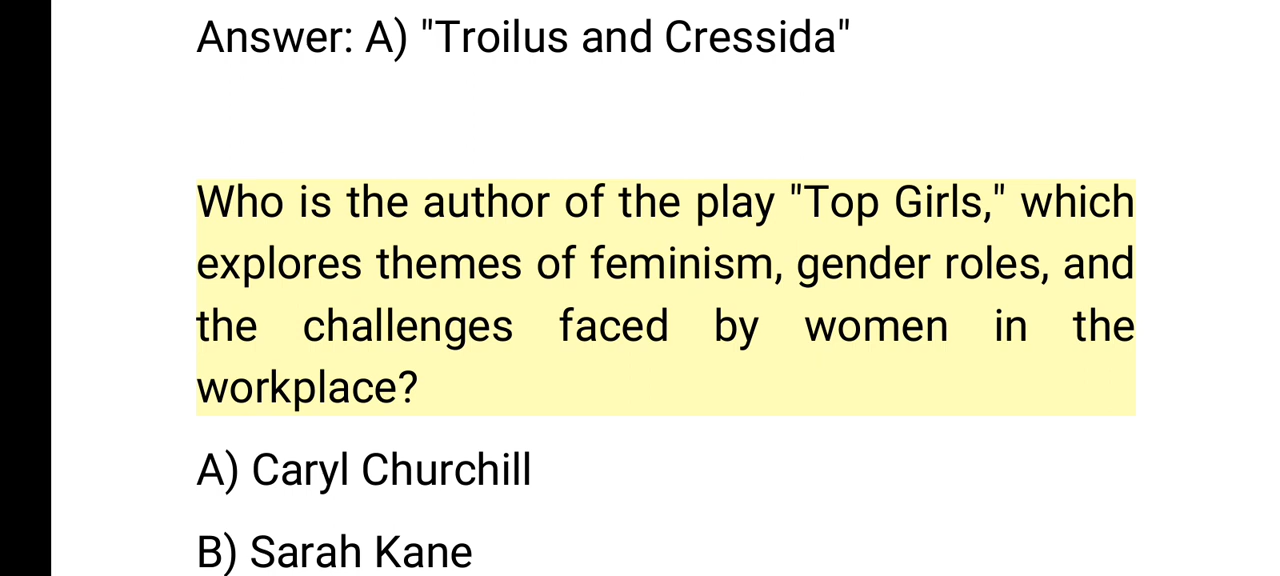 Answer: A) "Troilus and Cressida"
Who is the author of the play "Top Girls," which
explores themes of feminism, gender roles, and
the challenges faced by women in the
workplace?
A) Caryl Churchill
B) Sarah Kane